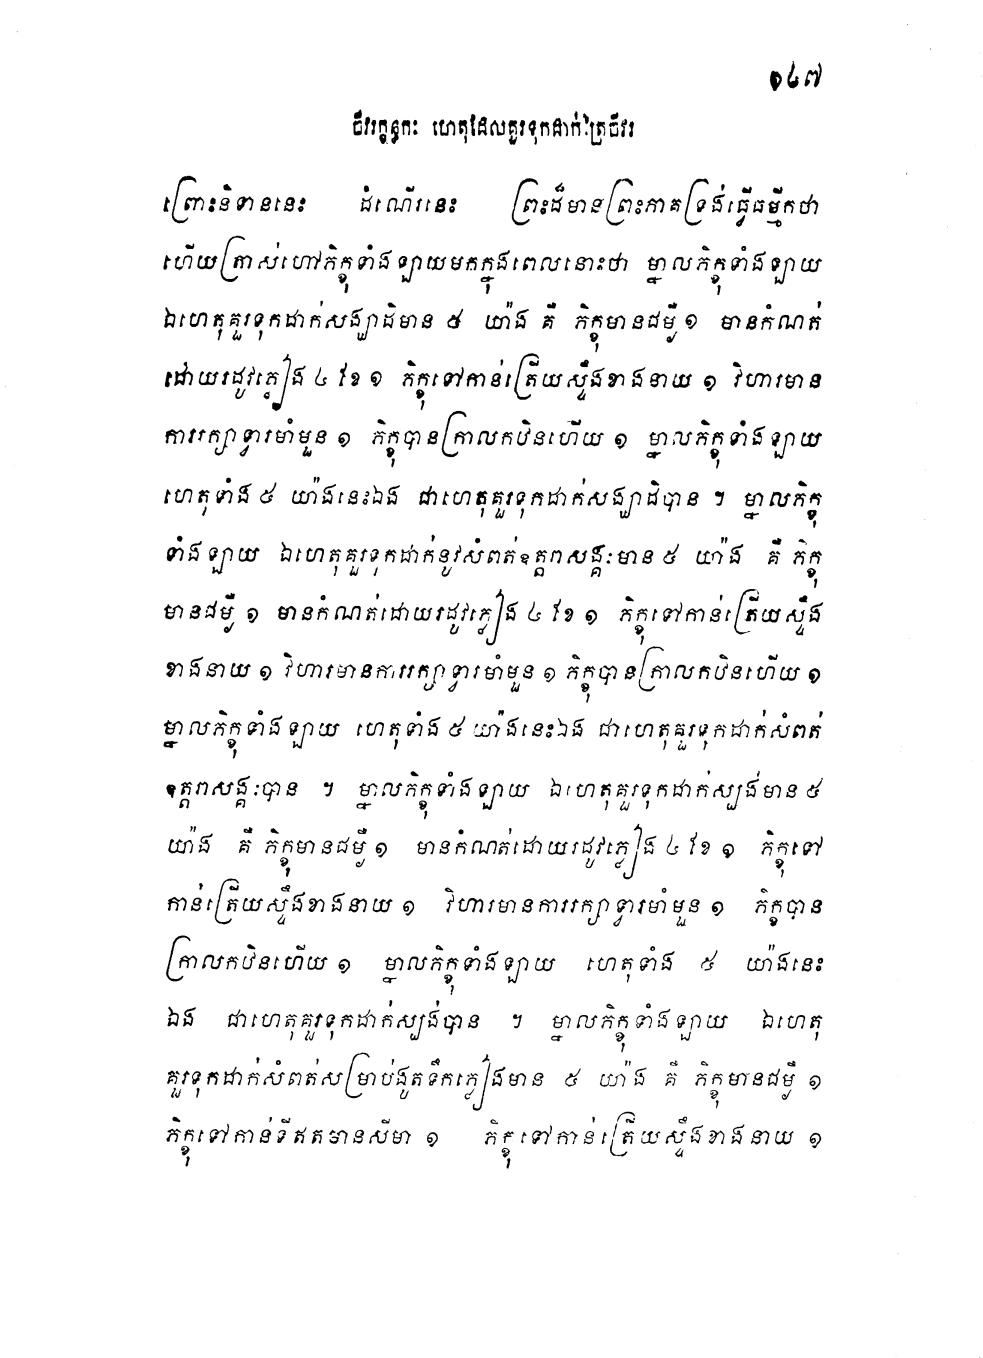 ១៤៧
ចីវរក្ខន្ធកៈ ហេតុដែលគួរទុកដាក់ត្រៃចីវរ
ព្រោះនិទាននេះ ដំណើរនេះ ព្រះដ៏មានព្រះភាគទ្រង់ធ្វើធម្មីកថា
ហើយត្រាស់ហៅភិក្ខុទាំងឡាយមកក្នុងពេលនោះថា ម្នាលភិក្ខុទាំងឡាយ
ឯហេតុគួរទុកដាក់សង្ឃាដិមាន ៥ យ៉ាង គឺ ភិក្ខុមានជម្ងឺ ១ មានកំណត់
ដោយរដូវភ្លៀង ៤ ខែ ១ ភិក្ខុទៅកាន់ត្រើយស្ទឹងខាងនាយ ១ វិហារមាន
ការរក្សាទ្វារមាំមួន ១ ភិក្ខុបានក្រាលកឋិនហើយ ១ ម្នាលភិក្ខុទាំងឡាយ
ហេតុទាំង ៥ យ៉ាងនេះឯង ជាហេតុគួរទុកដាក់សង្ឃាដិបាន ។ ម្នាលភិក្ខុ
ទាំងឡាយ ឯហេតុគួរទុកដាក់នូវសំពត់ឧត្តរាសង្គៈមាន ៥ យ៉ាង គឺ ភិក្ខុ
មានជម្ងឺ ១ មានកំណត់ដោយរដូវភ្លៀង ៤ ខែ ១ ភិក្ខុទៅកាន់ត្រើយស្ទឹង
ខាងនាយ ១ វិហារមានការរក្សាទ្វារមាំមួន ១ ភិក្ខុបានក្រាលកឋិនហើយ ១
ម្នាលភិក្ខុទាំងឡាយ ហេតុទាំង ៥ យ៉ាងនេះឯង ជាហេតុគួរទុកដាក់សំពត់
ឧត្តរាសង្គៈបាន ។ ម្នាលភិក្ខុទាំងឡាយ ឯហេតុគួរទុកដាក់ស្បង់មាន ៥
យ៉ាង គឺ ភិក្ខុមានជម្ងឺ ១ មានកំណត់ដោយរដូវភ្លៀង ៤ ខែ ១ ភិក្ខុទៅ
កាន់ត្រើយស្ទឹងខាងនាយ ១ វិហារមានការរក្សាទ្វារមាំមួន ១ ភិក្ខុបាន
ក្រាលកឋិនហើយ ១ ម្នាលភិក្ខុទាំងឡាយ ហេតុទាំង ៥ យ៉ាងនេះ
ឯង ជាហេតុគួរទុកដាក់ស្បង់បាន ។ ម្នាលភិក្ខុទាំងឡាយ ឯហេតុ
គួរទុកដាក់សំពត់សម្រាប់ងូតទឹកភ្លៀងមាន ៥ យ៉ាង គឺ ភិក្ខុមានជម្ងឺ ១
ភិក្ខុទៅកាន់ទីឥតមានសីមា ១ ភិក្ខុទៅកាន់ត្រើយស្ទឹងខាងនាយ ១